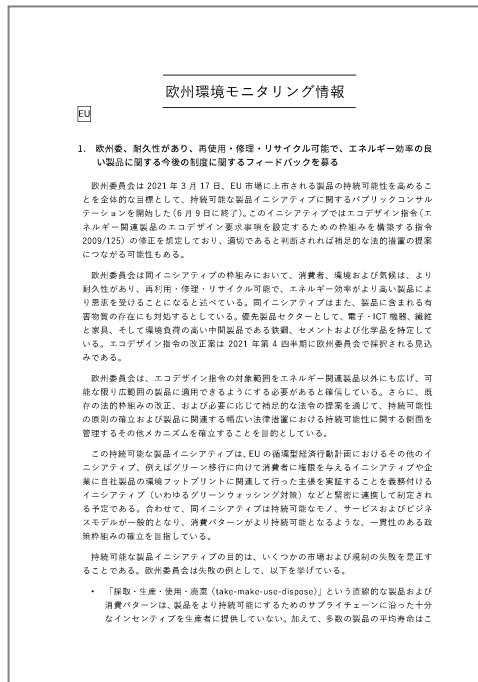 欧州環境モニタリング情報
EU
1. 欧州委、耐久性があり、再使用・修理・リサイクル可能で、エネルギー効率の良
い製品に関する今後の制度に関するフィードバックを募る
欧州委員会は 2021 年 3 月 17 日、EU 市場に上市される製品の持続可能性を高めるこ
とを全体的な目標として、持続可能な製品イニシアティブに関するパブリックコンサル
テーションを開始した(6 月 9 日に終了)。このイニシアティブではエコデザイン指令(エ
ネルギー関連製品のエコデザイン要求事項を設定するための枠組みを構築する指令
2009/125) の修正を想定しており、適切であると判断されれば補足的な法的措置の提案
につながる可能性もある。
欧州委員会は同イニシアティブの枠組みにおいて、消費者、環境および気候は、より
耐久性があり、再利用・修理・リサイクル可能で、エネルギー効率がより高い製品によ
り恩恵を受けることになると述べている。同イニシアティブはまた、製品に含まれる有
害物質の存在にも対処するとしている。優先製品セクターとして、電子・ICT 機器、繊維
と家具、そして環境負荷の高い中間製品である鉄鋼、セメントおよび化学品を特定して
いる。エコデザイン指令の改正案は 2021 年第 4 四半期に欧州委員会で採択される見込
みである。
欧州委員会は、エコデザイン指令の対象範囲をエネルギー関連製品以外にも広げ、可
能な限り広範囲の製品に適用できるようにする必要があると確信している。さらに、既
存の法的枠組みの改正、および必要に応じて補足的な法令の提案を通じて、持続可能性
の原則の確立および製品に関連する幅広い法律措置における持続可能性に関する側面を
管理するその他メカニズムを確立することを目的としている。
この持続可能な製品イニシアティブは、EU の循環型経済行動計画におけるその他のイ
ニシアティブ、例えばグリーン移行に向けて消費者に権限を与えるイニシアティブや企
業に自社製品の環境フットプリントに関連して行った主張を実証することを義務付ける
イニシアティブ（いわゆるグリーンウォッシング対策）などと緊密に連携して制定され
る予定である。合わせて、同イニシアティブは持続可能なモノ、サービスおよびビジネ
スモデルが一般的となり、消費パターンがより持続可能となるような、一貫性のある政
策枠組みの確立を目指している。
持続可能な製品イニシアティブの目的は、いくつかの市場および規制の失敗を是正す
ることである。欧州委員会は失敗の例として、以下を挙げている。
• 「採取・生産・使用・廃棄（take-make-use-dispose）」という直線的な製品および
消費パターンは、製品をより持続可能にするためのサプライチェーンに沿った十分
なインセンティブを生産者に提供していない。加えて、多数の製品の平均寿命はこ